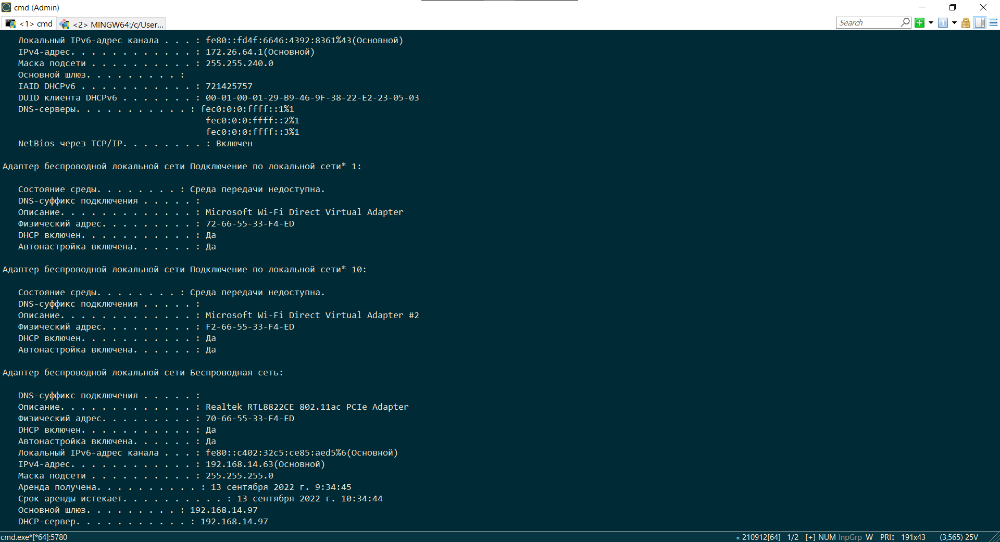 cmd (Admin)
<1> cmd
<2> MINGW64:/c/User...
Search
Локальный IPv6-адрес канала . . . : fe80::fd4f:6646:4392:8361%43(Основной)
IPv4-адрес. . . . . . . . . . . . : 172.26.64.1(Основной)
Маска подсети . . . . . . . . . . : 255.255.240.0
Основной шлюз. . . . . . . . . :
IAID DHCPv6 . . . . . . . . . . . : 721425757
DUID клиента DHCPv6 . . . . . . . : 00-01-00-01-29-B9-46-9F-38-22-E2-23-05-03
DNS-серверы. . . . . . . . . . . : fec0:0:0:ffff::1%1
fec0:0:0:ffff::2%1
fec0:0:0:ffff::3%1
NetBios через TCP/IP. . . . . . . . : Включен
Адаптер беспроводной локальной сети Подключение по локальной сети* 1:
Состояние среды. . . . . . . . : Среда передачи недоступна.
DNS-суффикс подключения . . . . . :
Описание. . . . . . . . . . . . . : Microsoft Wi-Fi Direct Virtual Adapter
Физический адрес. . . . . . . . . : 72-66-55-33-F4-ED
DHCP включен. . . . . . . . . . . : Да
Автонастройка включена. . . . . . : Да
Адаптер беспроводной локальной сети Подключение по локальной сети* 10:
Состояние среды. . . . . . . . : Среда передачи недоступна.
DNS-суффикс подключения . . . . . :
Описание. . . . . . . . . . . . . : Microsoft Wi-Fi Direct Virtual Adapter #2
Физический адрес. . . . . . . . . : F2-66-55-33-F4-ED
DHCP включен. . . . . . . . . . . : Да
Автонастройка включена. . . . . . : Да
Адаптер беспроводной локальной сети Беспроводная сеть:
DNS-суффикс подключения . . . . . :
Описание. . . . . . . . . . . . . : Realtek RTL8822CE 802.11ac PCIe Adapter
Физический адрес. . . . . . . . . : 70-66-55-33-F4-ED
DHCP включен. . . . . . . . . . . : Да
Автонастройка включена. . . . . . : Да
Локальный IPv6-адрес канала . . . : fe80::c402:32c5:ce85:aed5%6(Основной)
IPv4-адрес. . . . . . . . . . . . : 192.168.14.63(Основной)
Маска подсети . . . . . . . . . . : 255.255.255.0
Аренда получена. . . . . . . . . . : 13 сентября 2022 г. 9:34:45
Срок аренды истекает. . . . . . . . . . : 13 сентября 2022 г. 10:34:44
Основной шлюз. . . . . . . . . : 192.168.14.97
DHCP-сервер. . . . . . . . . . . : 192.168.14.97
cmd.exe*[*64]:5780 « 210912[64] 1/2 [+] NUM InpGrp W PRI↕ 191x43 (3,565) 25V